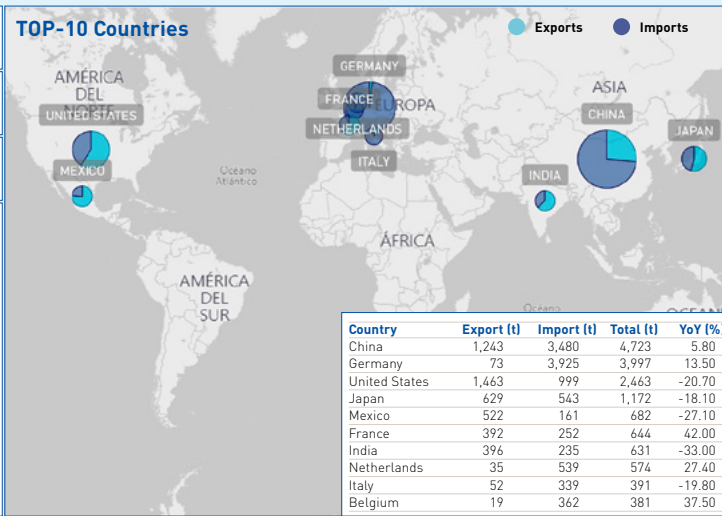 TOP-10 Countries
Exports
Imports
GERMANY
AMÉRICA
DEL
NORTE
UNITED STATES
FRANCE
EUROPA
ASIA
CHINA
NETHERLANDS
JAPAN
MEXICO
ITALY
Océano
Atlántico
INDIA
ÁFRICA
AMÉRICA
DEL
SUR
Océano
Country Export (t) Import (t) Total (t) YoY (%)
China 1,243 3,480 4,723 5.80
Germany 73 3,925 3,997 13.50
United States 1,463 999 2,463 -20.70
Japan 629 543 1,172 -18.10
Mexico 522 161 682 -27.10
France 392 252 644 42.00
India 396 235 631 -33.00
Netherlands 35 539 574 27.40
Italy 52 339 391 -19.80
Belgium 19 362 381 37.50